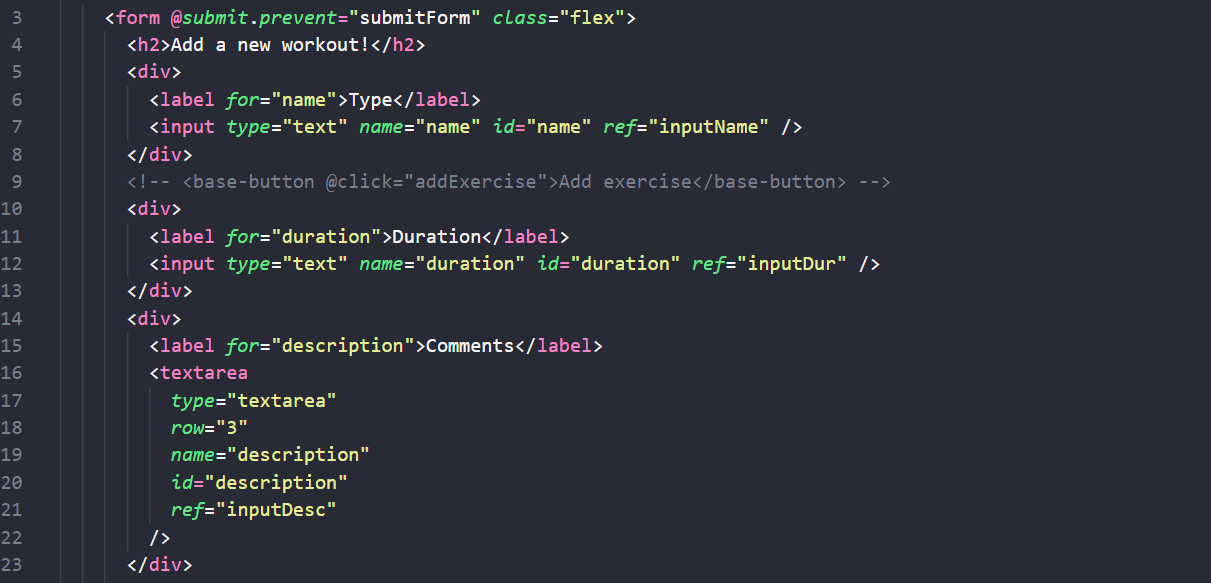 3 <form @submit.prevent="submitForm" class="flex">
4 <h2>Add a new workout!</h2>
5 <div>
6 <label for="name">Type</label>
7 <input type="text" name="name" id="name" ref="inputName" />
8 </div>
9 <!-- <base-button @click="addExercise">Add exercise</base-button> -->
10 <div>
11 <label for="duration">Duration</label>
12 <input type="text" name="duration" id="duration" ref="inputDur" />
13 </div>
14 <div>
15 <label for="description">Comments</label>
16 <textarea
17 type="textarea"
18 row="3"
19 name="description"
20 id="description"
21 ref="inputDesc"
22 />
23 </div>